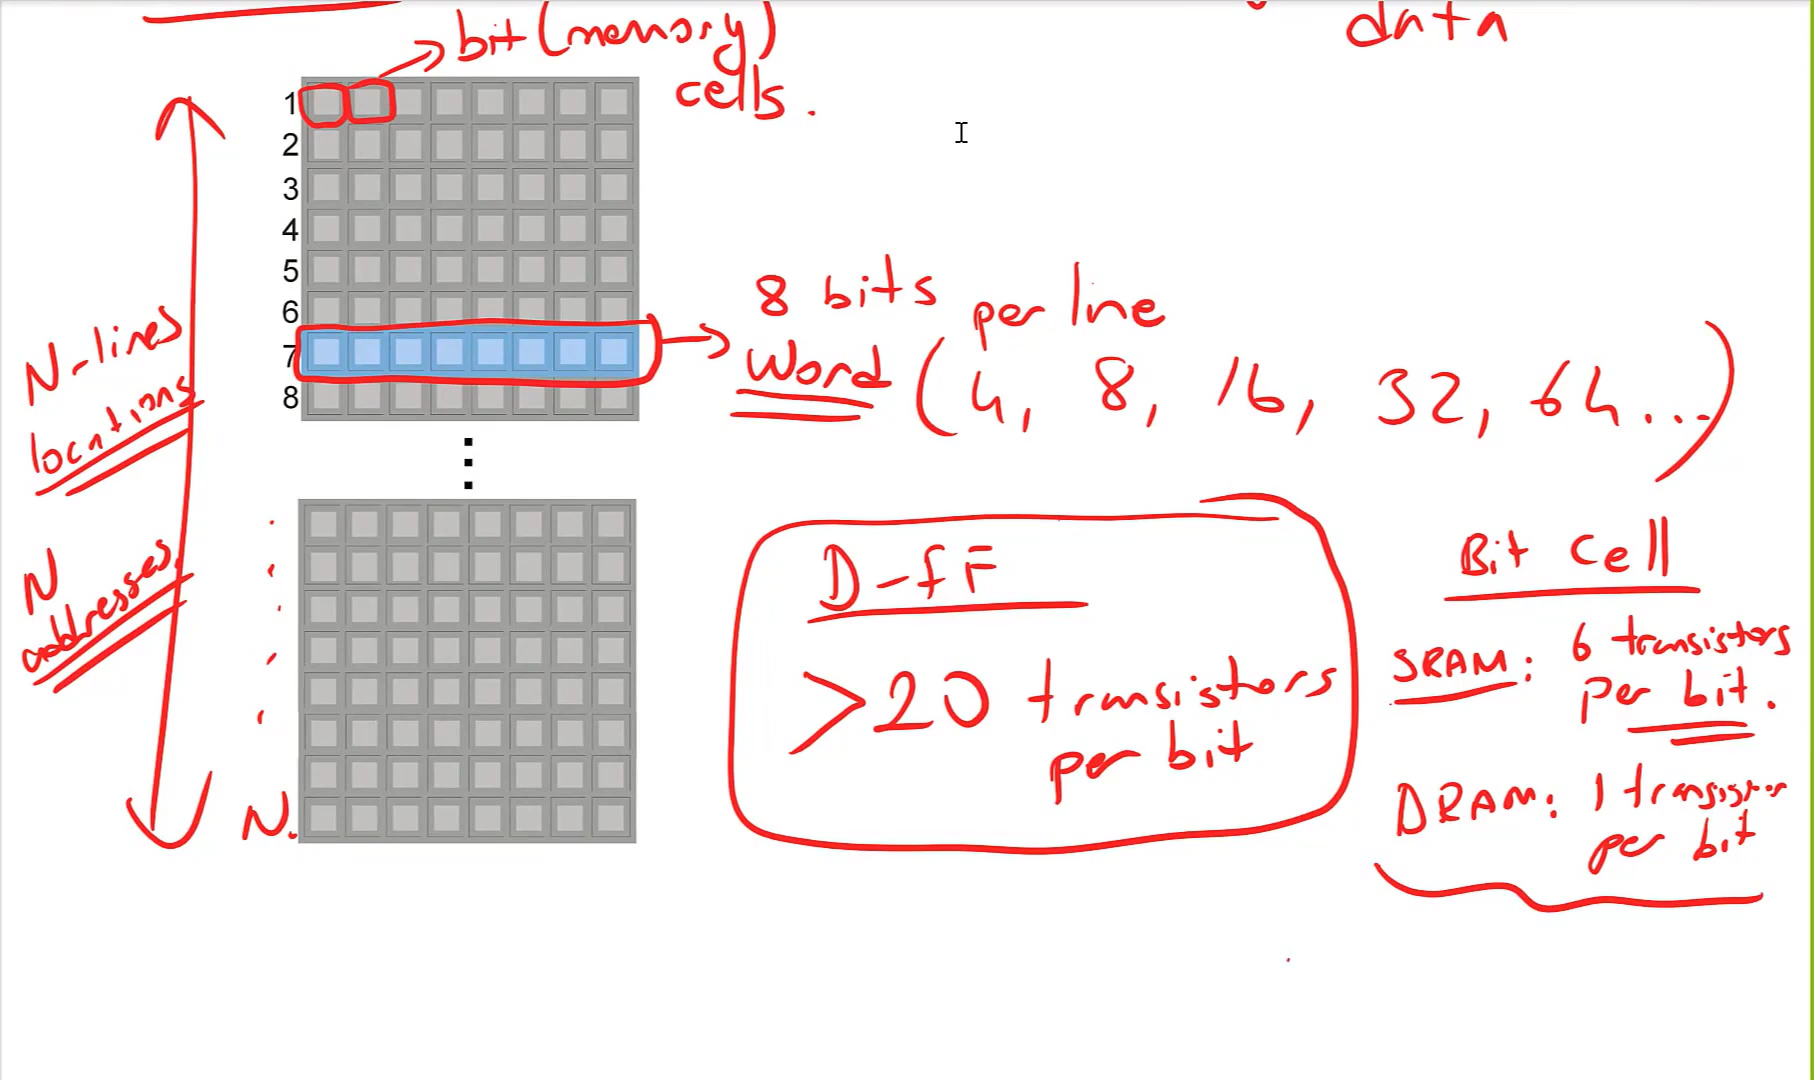 data
bit (memory)
cells.
1
2
3
4
5
6
7
8
N-lines
locations
N
addresses.
N.
8 bits per line
Word (4, 8, 16, 32, 64...)
D-fF
>20 transistors
per bit
Bit Cell
SRAM: 6 transistors
per bit.
DRAM: 1 transistor
per bit